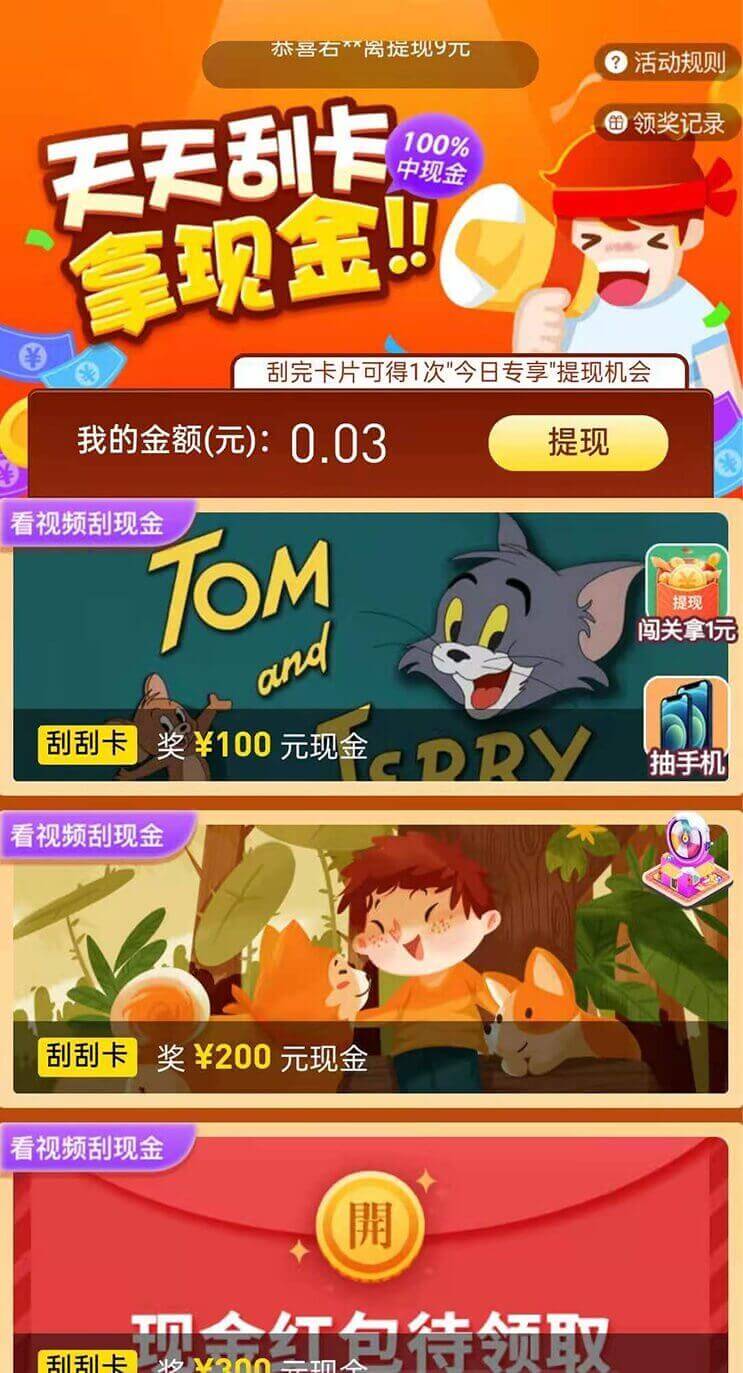 恭喜若**离提现9元
活动规则
领奖记录
天天刮卡
100%
中现金
拿现金!!
刮完卡片可得1次"今日专享"提现机会
我的金额(元): 0.03
提现
看视频刮现金
TOM
and
JERRY
提现
闯关拿1元
抽手机
刮刮卡 奖 ¥100 元现金
看视频刮现金
刮刮卡 奖 ¥200 元现金
看视频刮现金
開
现金红包待领取
刮刮卡 奖 ¥300 元现金